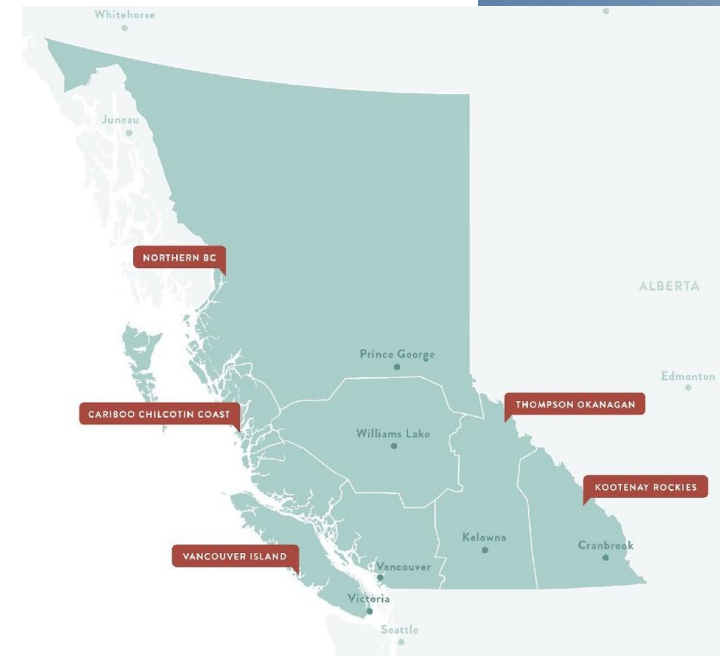 Whitehorse
Juneau
NORTHERN BC
ALBERTA
Prince George
Edmonton
THOMPSON OKANAGAN
CARIBOO CHILCOTIN COAST
Williams Lake
KOOTENAY ROCKIES
Kelowna
Cranbrook
VANCOUVER ISLAND
Vancouver
Victoria
Seattle